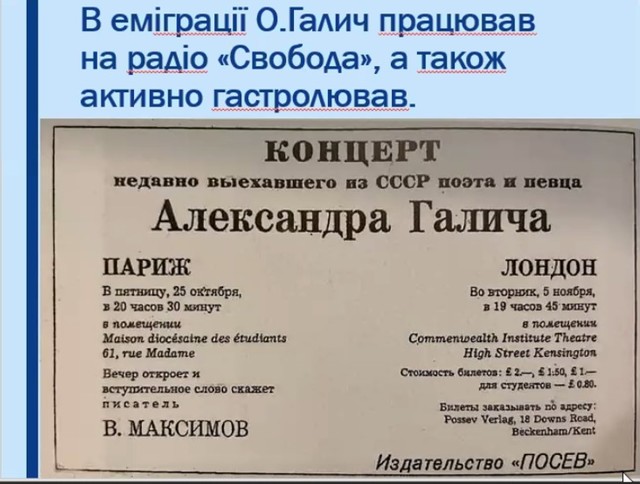 В еміграції О.Галич працював
на радіо «Свобода», а також
активно гастролював.
КОНЦЕРТ
недавно выехавшего из СССР поэта и певца
Александра Галича
ПАРИЖ
В пятницу, 25 октября,
в 20 часов 30 минут
в помещении
Maison diocésaine des étudiants
61, rue Madame
Вечер откроет и
вступительное слово скажет
писатель
В. МАКСИМОВ
ЛОНДОН
Во вторник, 5 ноября,
в 19 часов 45 минут
в помещении
Commonwealth Institute Theatre
High Street Kensington
Стоимость билетов: £ 2.—, £ 1.50, £ 1.—
для студентов — £ 0.80.
Билеты заказывать по адресу:
Possev Verlag, 18 Downs Road,
Beckenham/Kent
Издательство «ПОСЕВ»